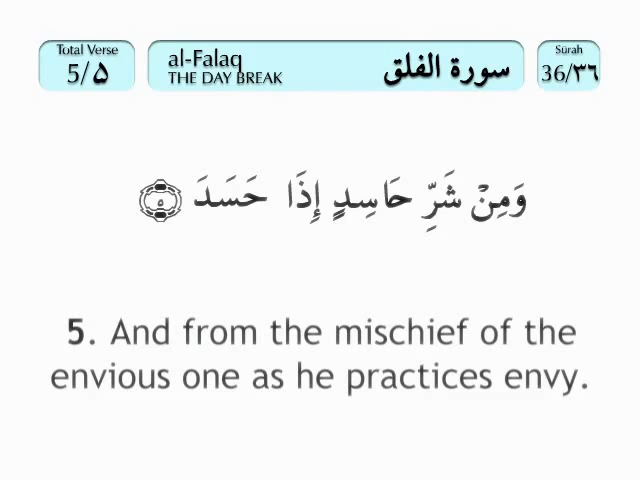 Total Verse
5/۵
al-Falaq
THE DAY BREAK
سورة الفلق
Sūrah
36/٣٦
وَمِنْ شَرِّ حَاسِدٍ إِذَا حَسَدَ ٥
5. And from the mischief of the
envious one as he practices envy.